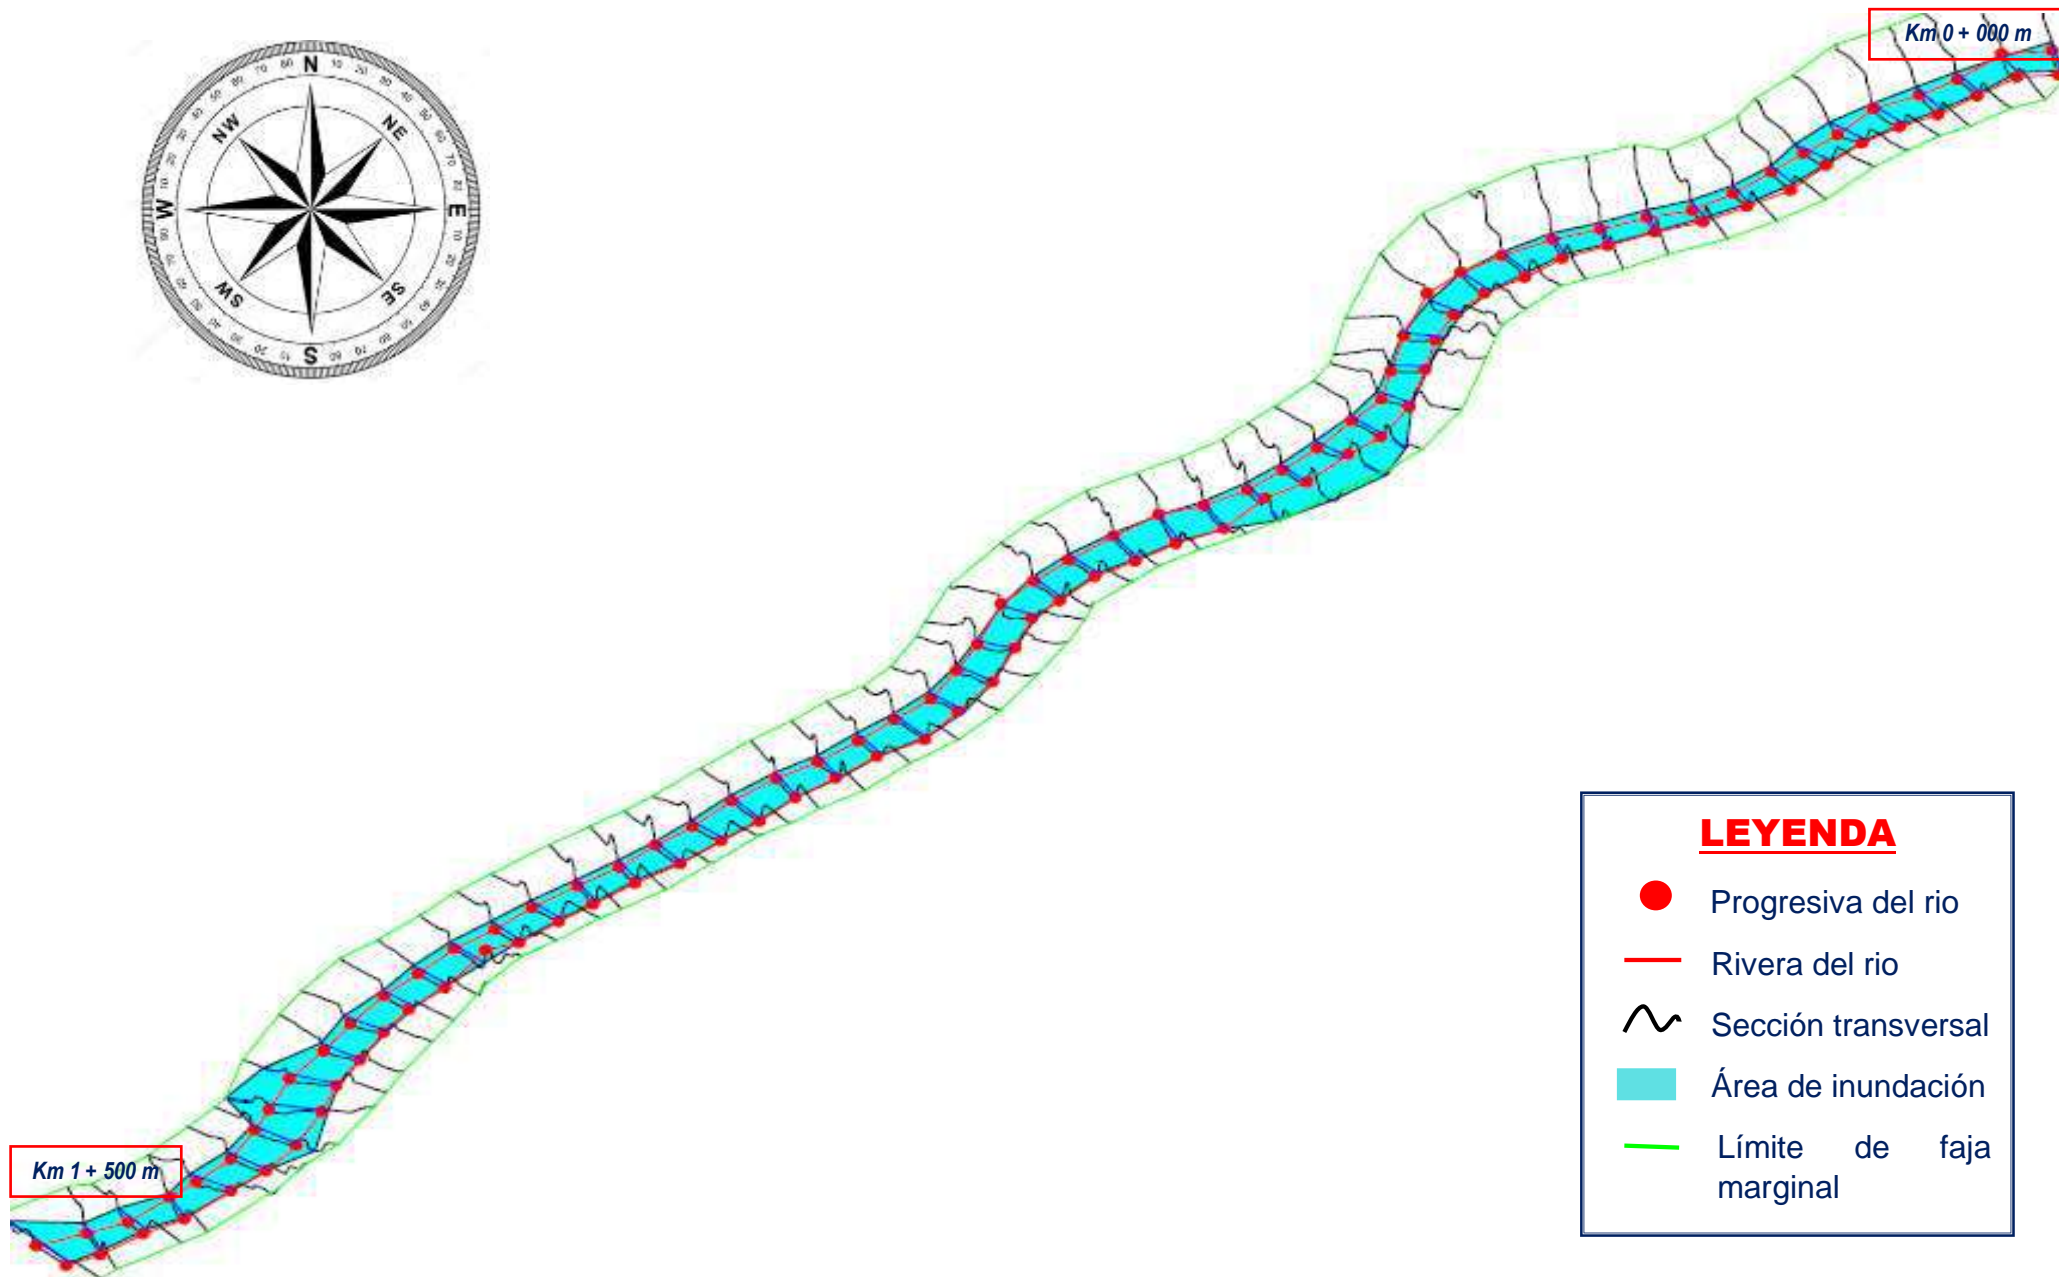 Km 0 + 000 m
N
NE
E
SE
S
SW
W
NW
LEYENDA
Progresiva del rio
Rivera del rio
Sección transversal
Área de inundación
Límite de faja
marginal
Km 1 + 500 m